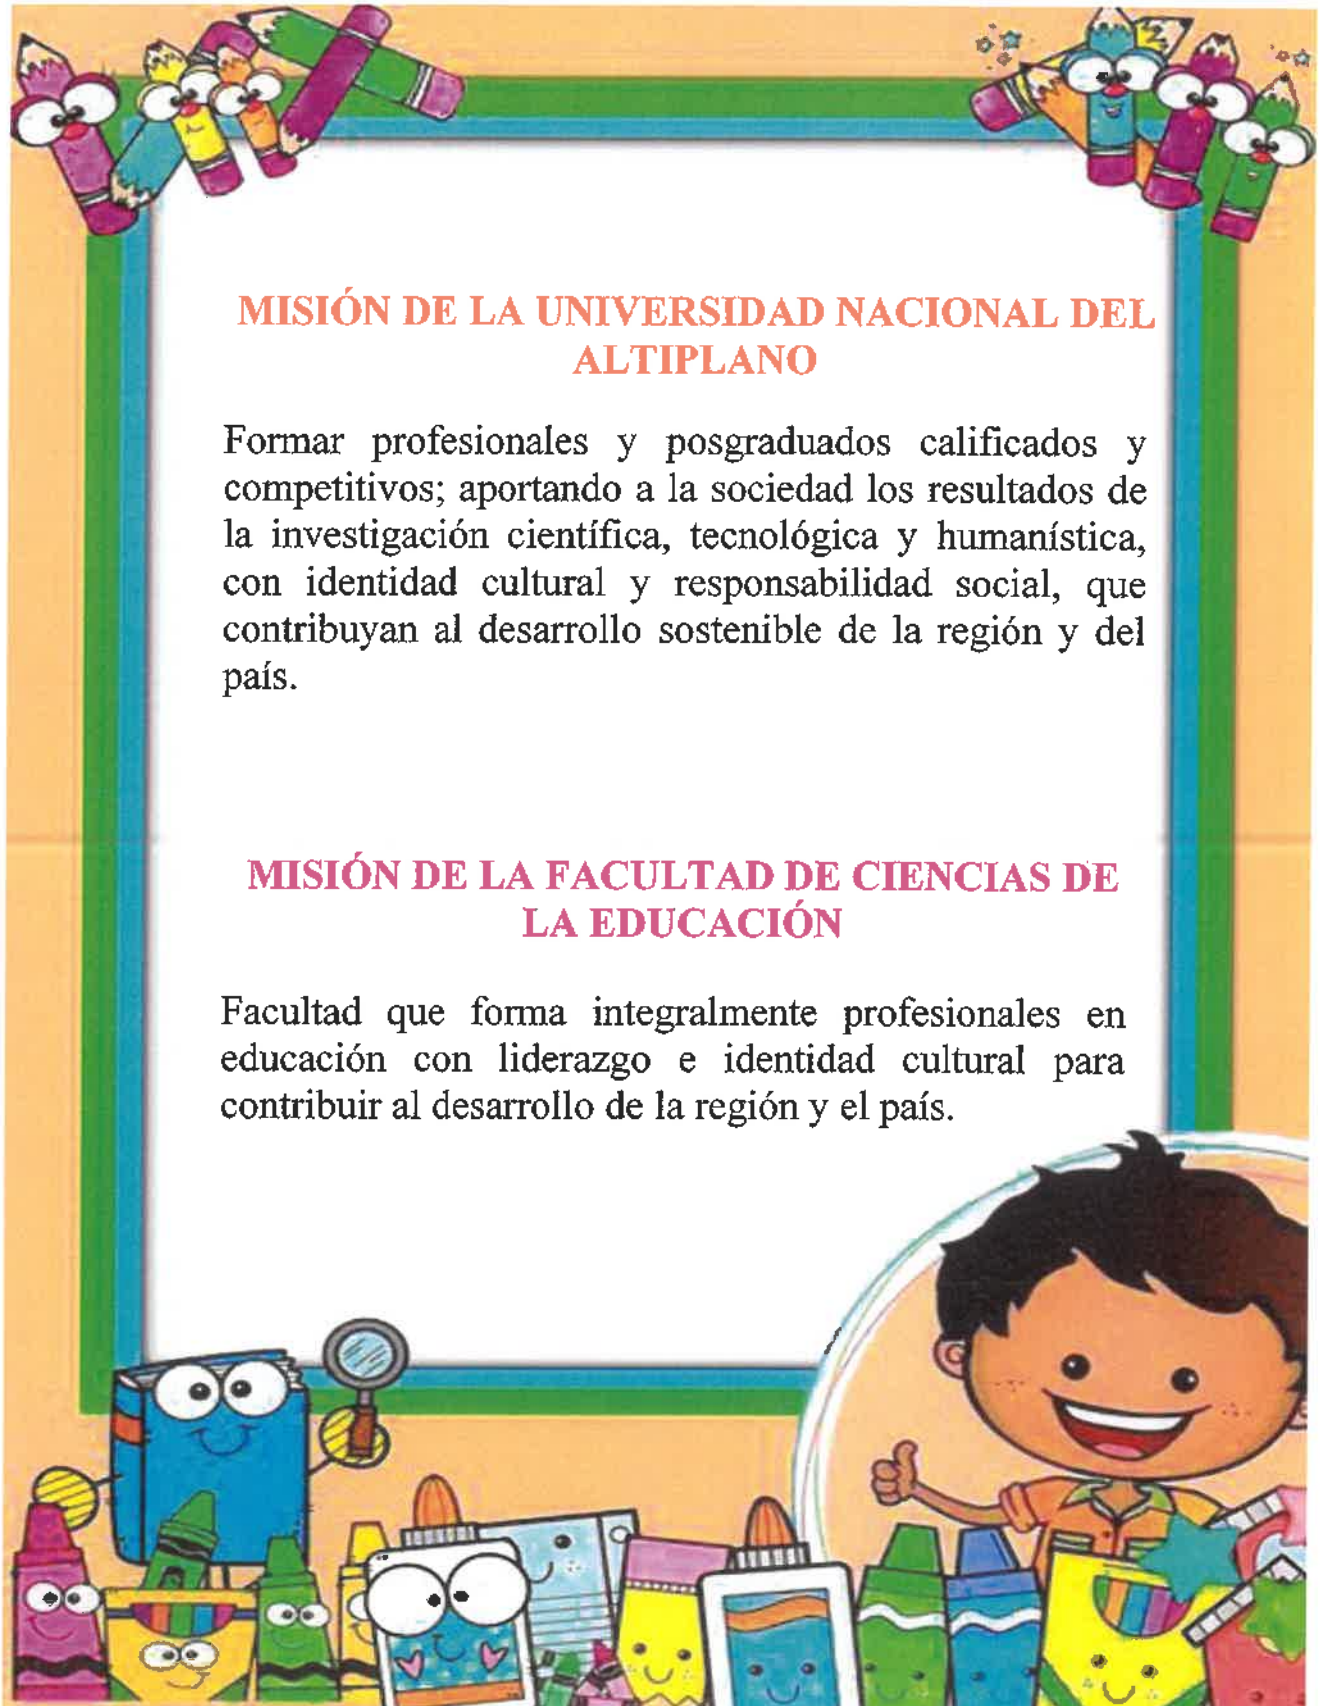 MISIÓN DE LA UNIVERSIDAD NACIONAL DEL
ALTIPLANO
Formar profesionales y posgraduados calificados y
competitivos; aportando a la sociedad los resultados de
la investigación científica, tecnológica y humanística,
con identidad cultural y responsabilidad social, que
contribuyan al desarrollo sostenible de la región y del
país.
MISIÓN DE LA FACULTAD DE CIENCIAS DE
LA EDUCACIÓN
Facultad que forma integralmente profesionales en
educación con liderazgo e identidad cultural para
contribuir al desarrollo de la región y el país.